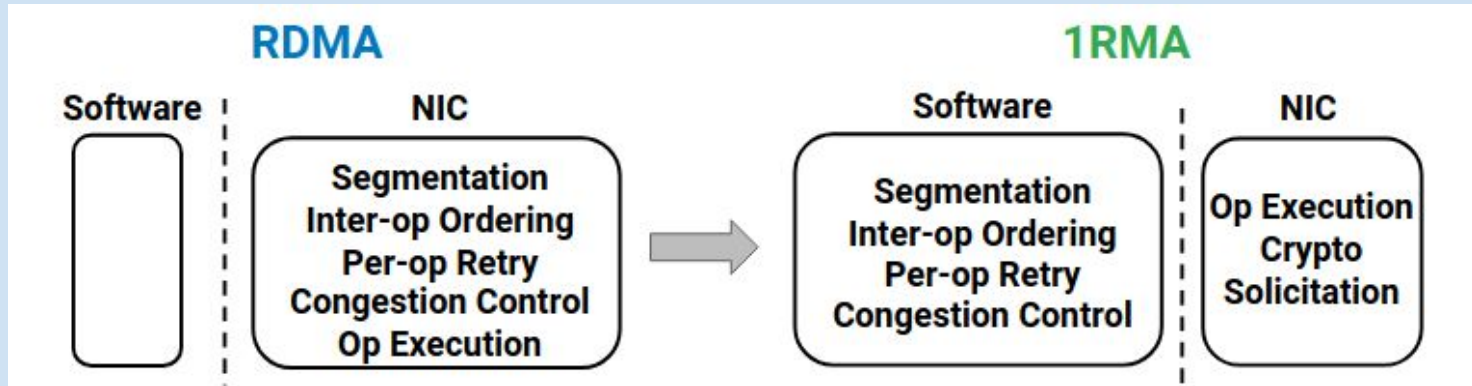 RDMA
Software
NIC
Segmentation
Inter-op Ordering
Per-op Retry
Congestion Control
Op Execution
1RMA
Software
NIC
Segmentation
Inter-op Ordering
Per-op Retry
Congestion Control
Op Execution
Crypto
Solicitation